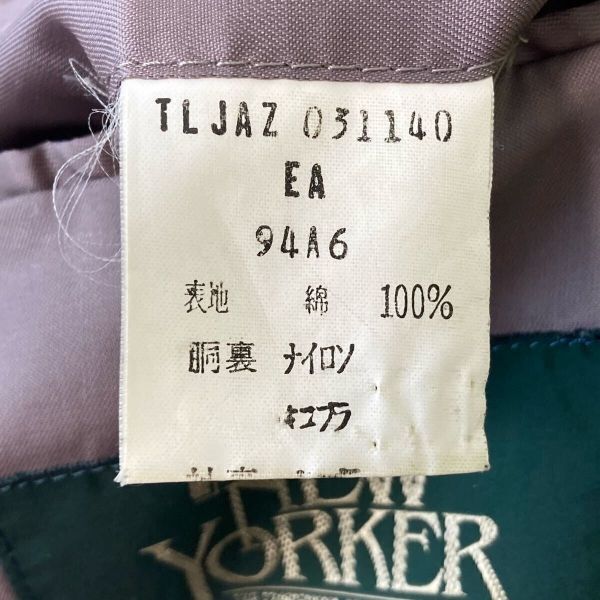 TLJAZ 031140
EA
94A6
表地 綿 100%
胴裏 ナイロン
キュプラ
NEW
YORKER